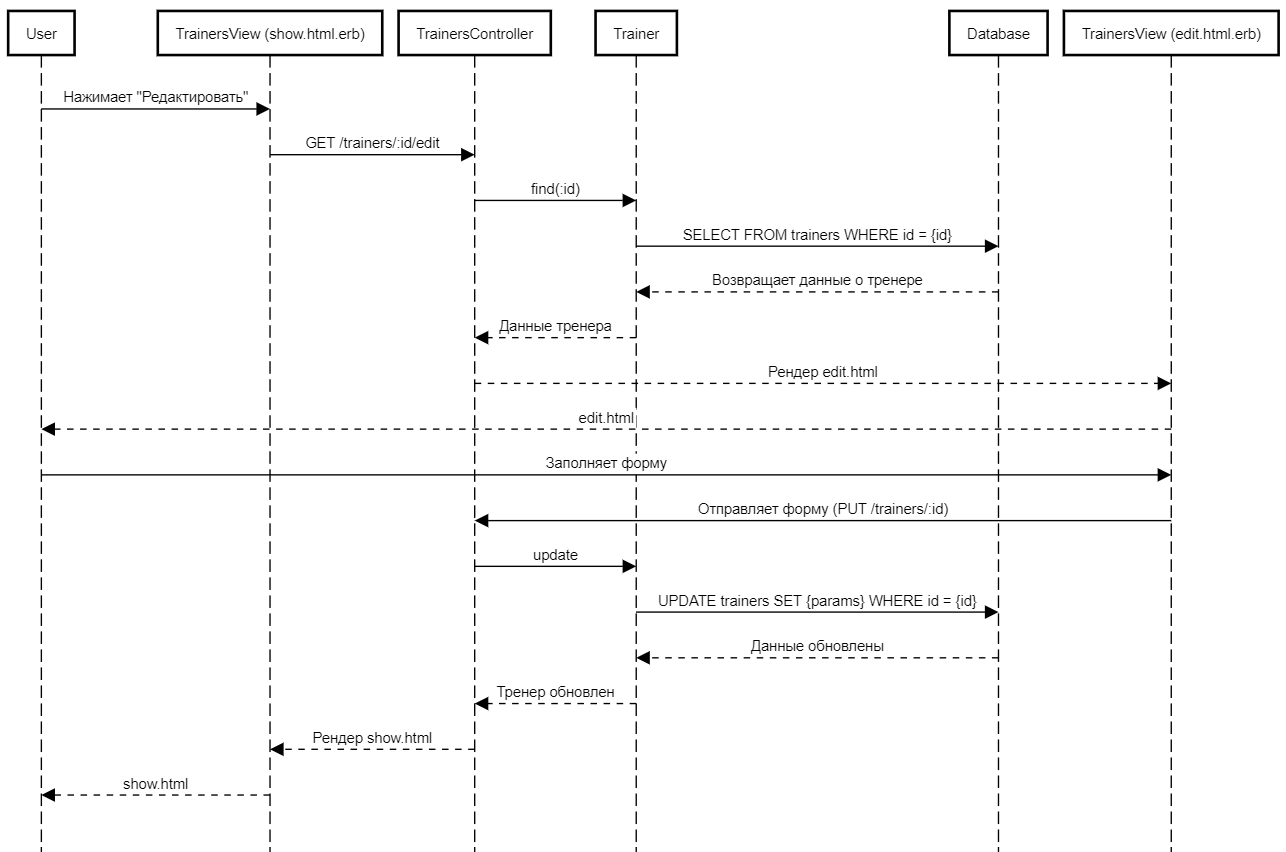 User
TrainersView (show.html.erb)
TrainersController
Trainer
Database
TrainersView (edit.html.erb)
Нажимает "Редактировать"
GET /trainers/:id/edit
find(:id)
SELECT FROM trainers WHERE id = {id}
Возвращает данные о тренере
Данные тренера
Рендер edit.html
edit.html
Заполняет форму
Отправляет форму (PUT /trainers/:id)
update
UPDATE trainers SET {params} WHERE id = {id}
Данные обновлены
Тренер обновлен
Рендер show.html
show.html